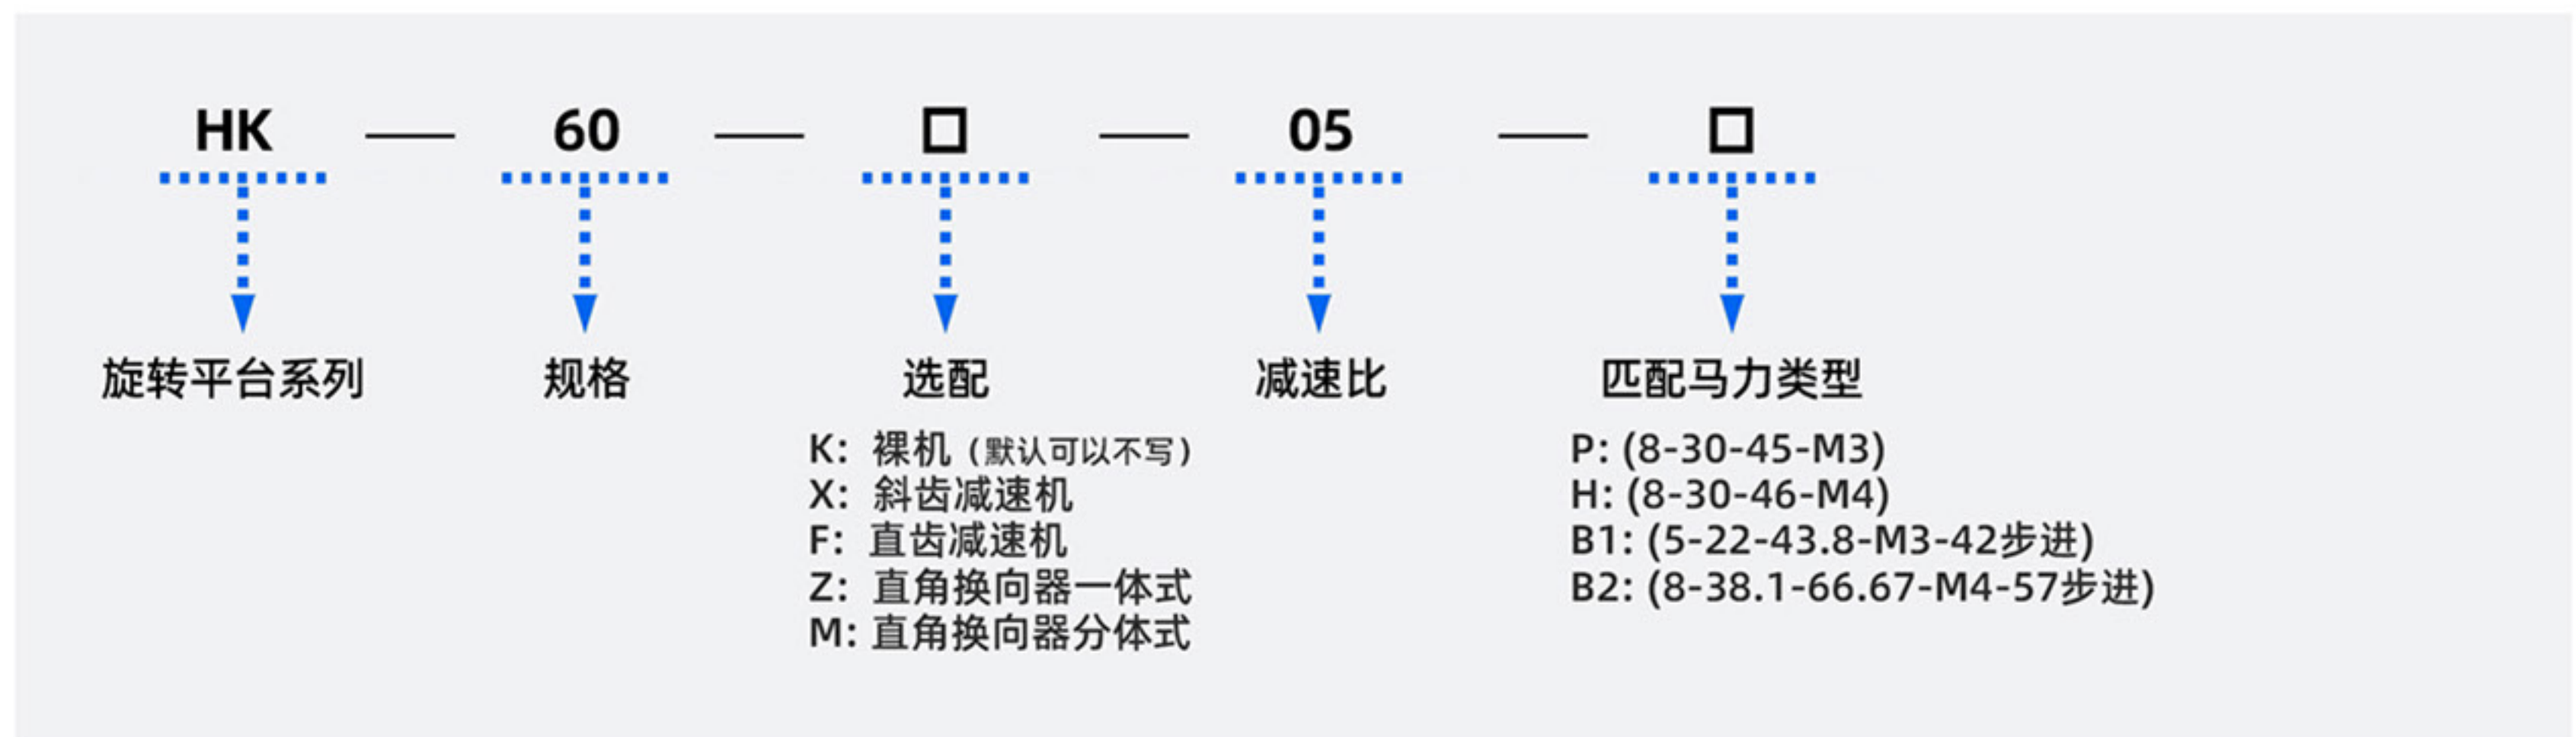 HK — 60 — □ — 05 — □
旋转平台系列 规格 选配 减速比 匹配马力类型
K: 裸机(默认可以不写)
X: 斜齿减速机
F: 直齿减速机
Z: 直角换向器一体式
M: 直角换向器分体式
P: (8-30-45-M3)
H: (8-30-46-M4)
B1: (5-22-43.8-M3-42步进)
B2: (8-38.1-66.67-M4-57步进)